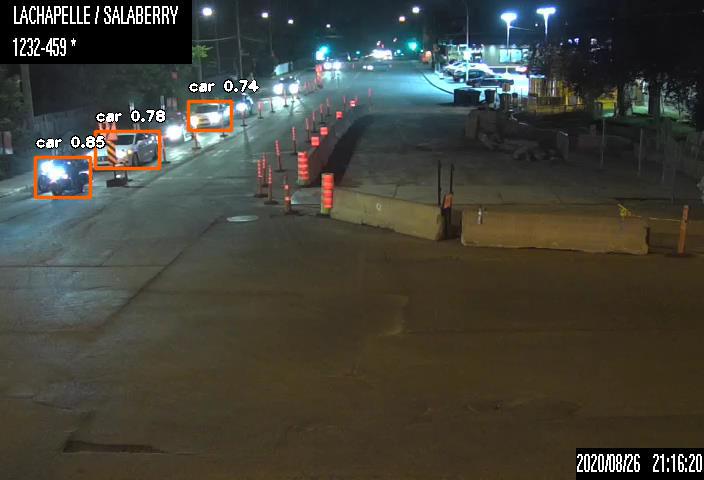 LACHAPELLE / SALABERRY
1232-459 *
car 0.74
car 0.78
car 0.85
2020/08/26 21:16:20